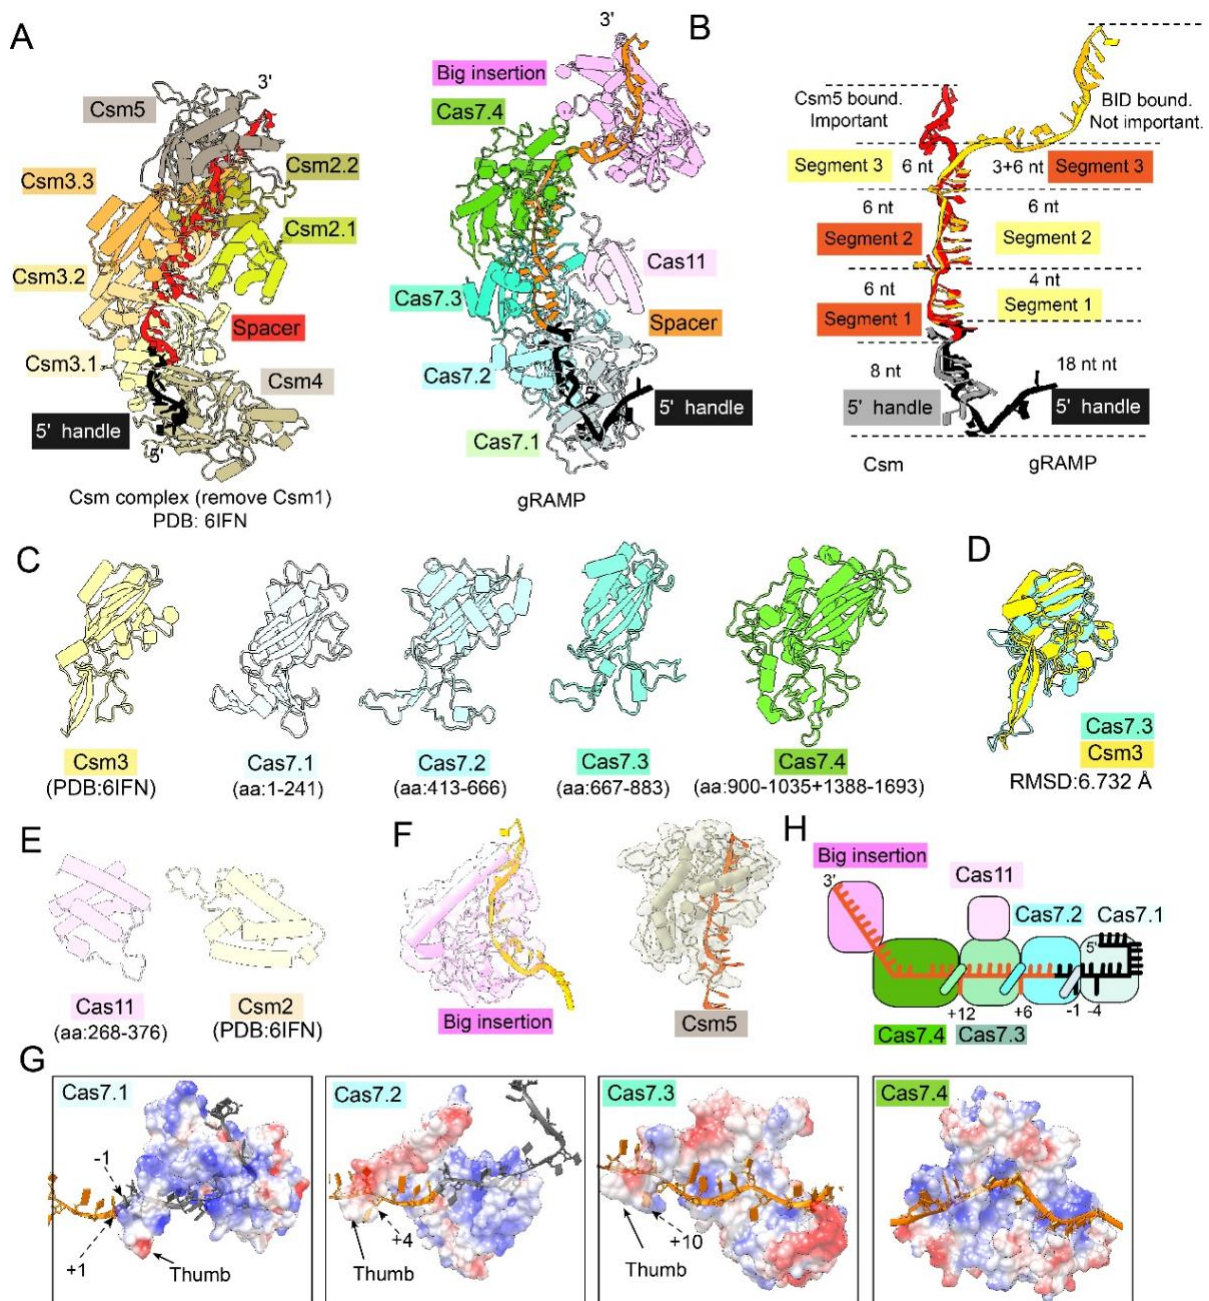 A
3'
Csm5
Csm3.3
Csm2.2
Csm2.1
Csm3.2
Spacer
Csm3.1
Csm4
5' handle
5'
Csm complex (remove Csm1)
PDB: 6IFN
3'
Big insertion
Cas7.4
Cas11
Cas7.3
Spacer
Cas7.2
5' handle
Cas7.1
gRAMP
B
Csm5 bound.
Important
BID bound.
Not important.
Segment 3
6 nt
3+6 nt
Segment 3
6 nt
6 nt
Segment 2
Segment 2
6 nt
4 nt
Segment 1
Segment 1
8 nt
18 nt nt
5' handle
5' handle
Csm
gRAMP
C
Csm3
(PDB:6IFN)
Cas7.1
(aa:1-241)
Cas7.2
(aa:413-666)
Cas7.3
(aa:667-883)
Cas7.4
(aa:900-1035+1388-1693)
D
Cas7.3
Csm3
RMSD:6.732 Å
E
Cas11
(aa:268-376)
Csm2
(PDB:6IFN)
F
Big insertion
Csm5
H
Big insertion
3'
Cas11
Cas7.2
Cas7.1
5'
+12
+6
-1
-4
Cas7.4
Cas7.3
G
Cas7.1
-1
+1
Thumb
Cas7.2
+4
Thumb
Cas7.3
+10
Thumb
Cas7.4